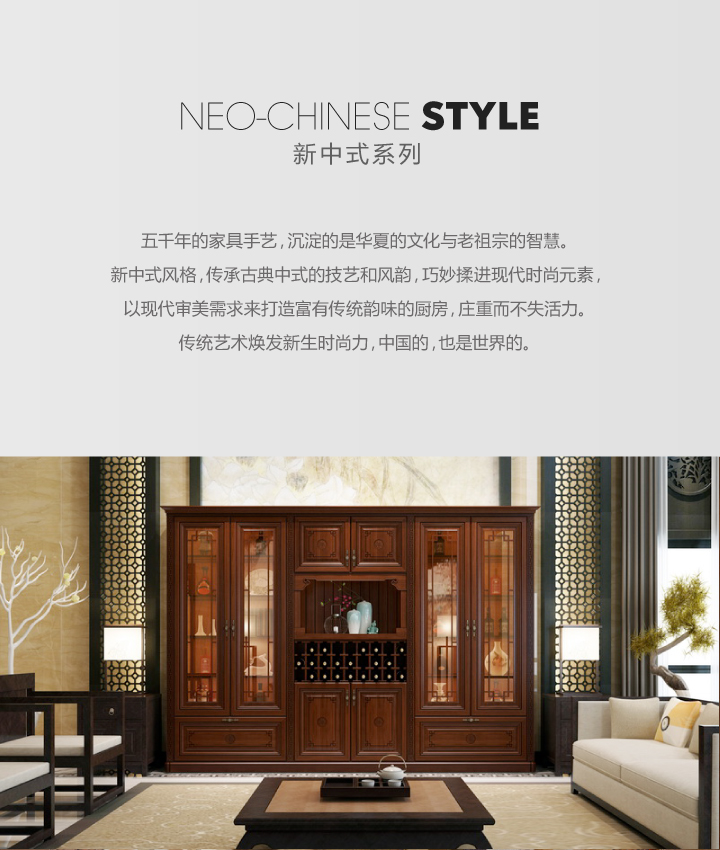 NEO-CHINESE STYLE
新中式系列
五千年的家具手艺,沉淀的是华夏的文化与老祖宗的智慧。
新中式风格,传承古典中式的技艺和风韵,巧妙揉进现代时尚元素,
以现代审美需求来打造富有传统韵味的厨房,庄重而不失活力。
传统艺术焕发新生时尚力,中国的,也是世界的。